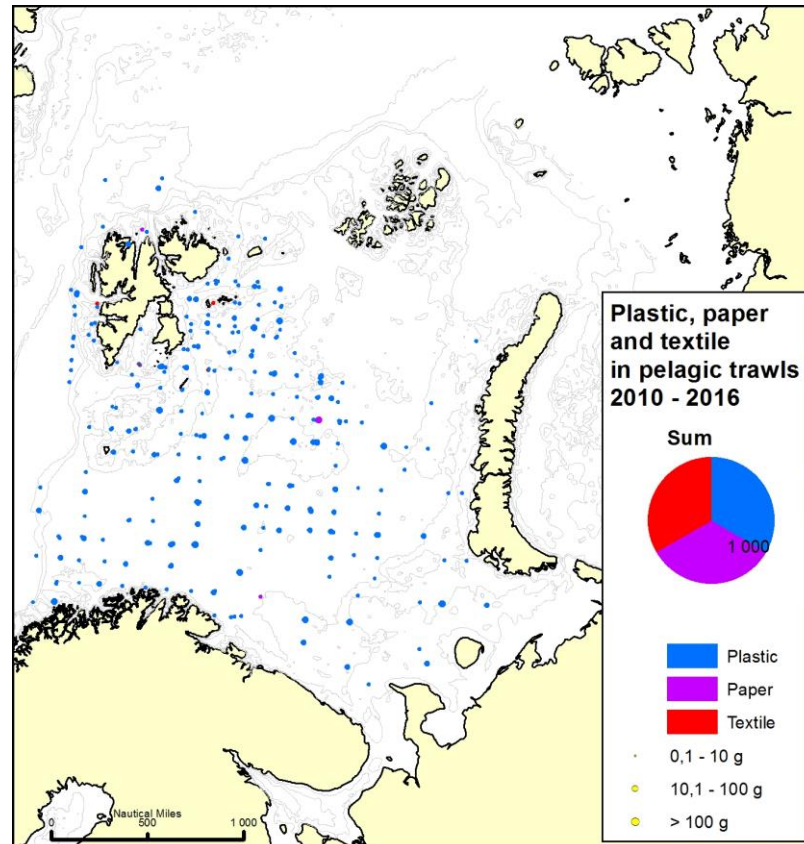 Plastic, paper
and textile
in pelagic trawls
2010 - 2016
Sum
1 000
Plastic
Paper
Textile
0,1 - 10 g
10,1 - 100 g
> 100 g
Nautical Miles
0 500 1 000